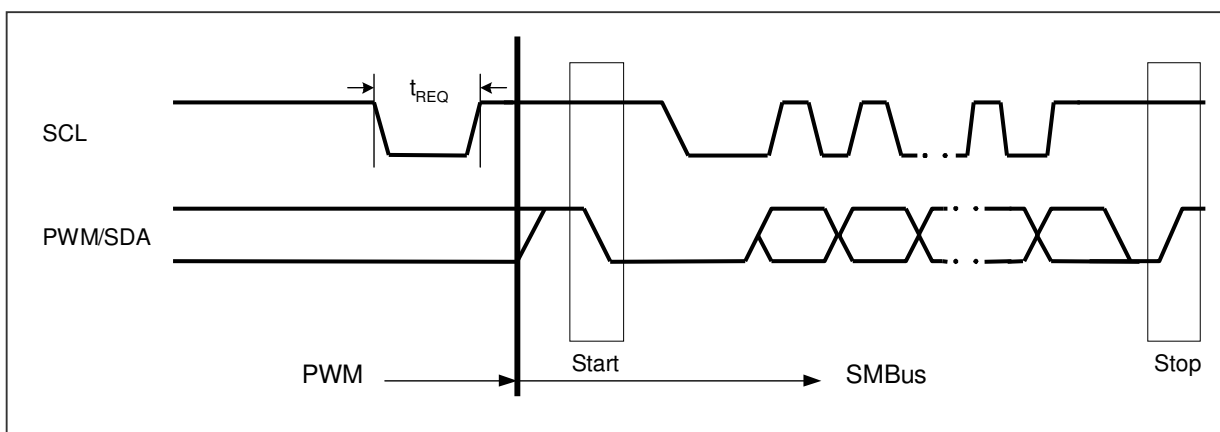 tREQ
SCL
PWM/SDA
Start
Stop
PWM
SMBus